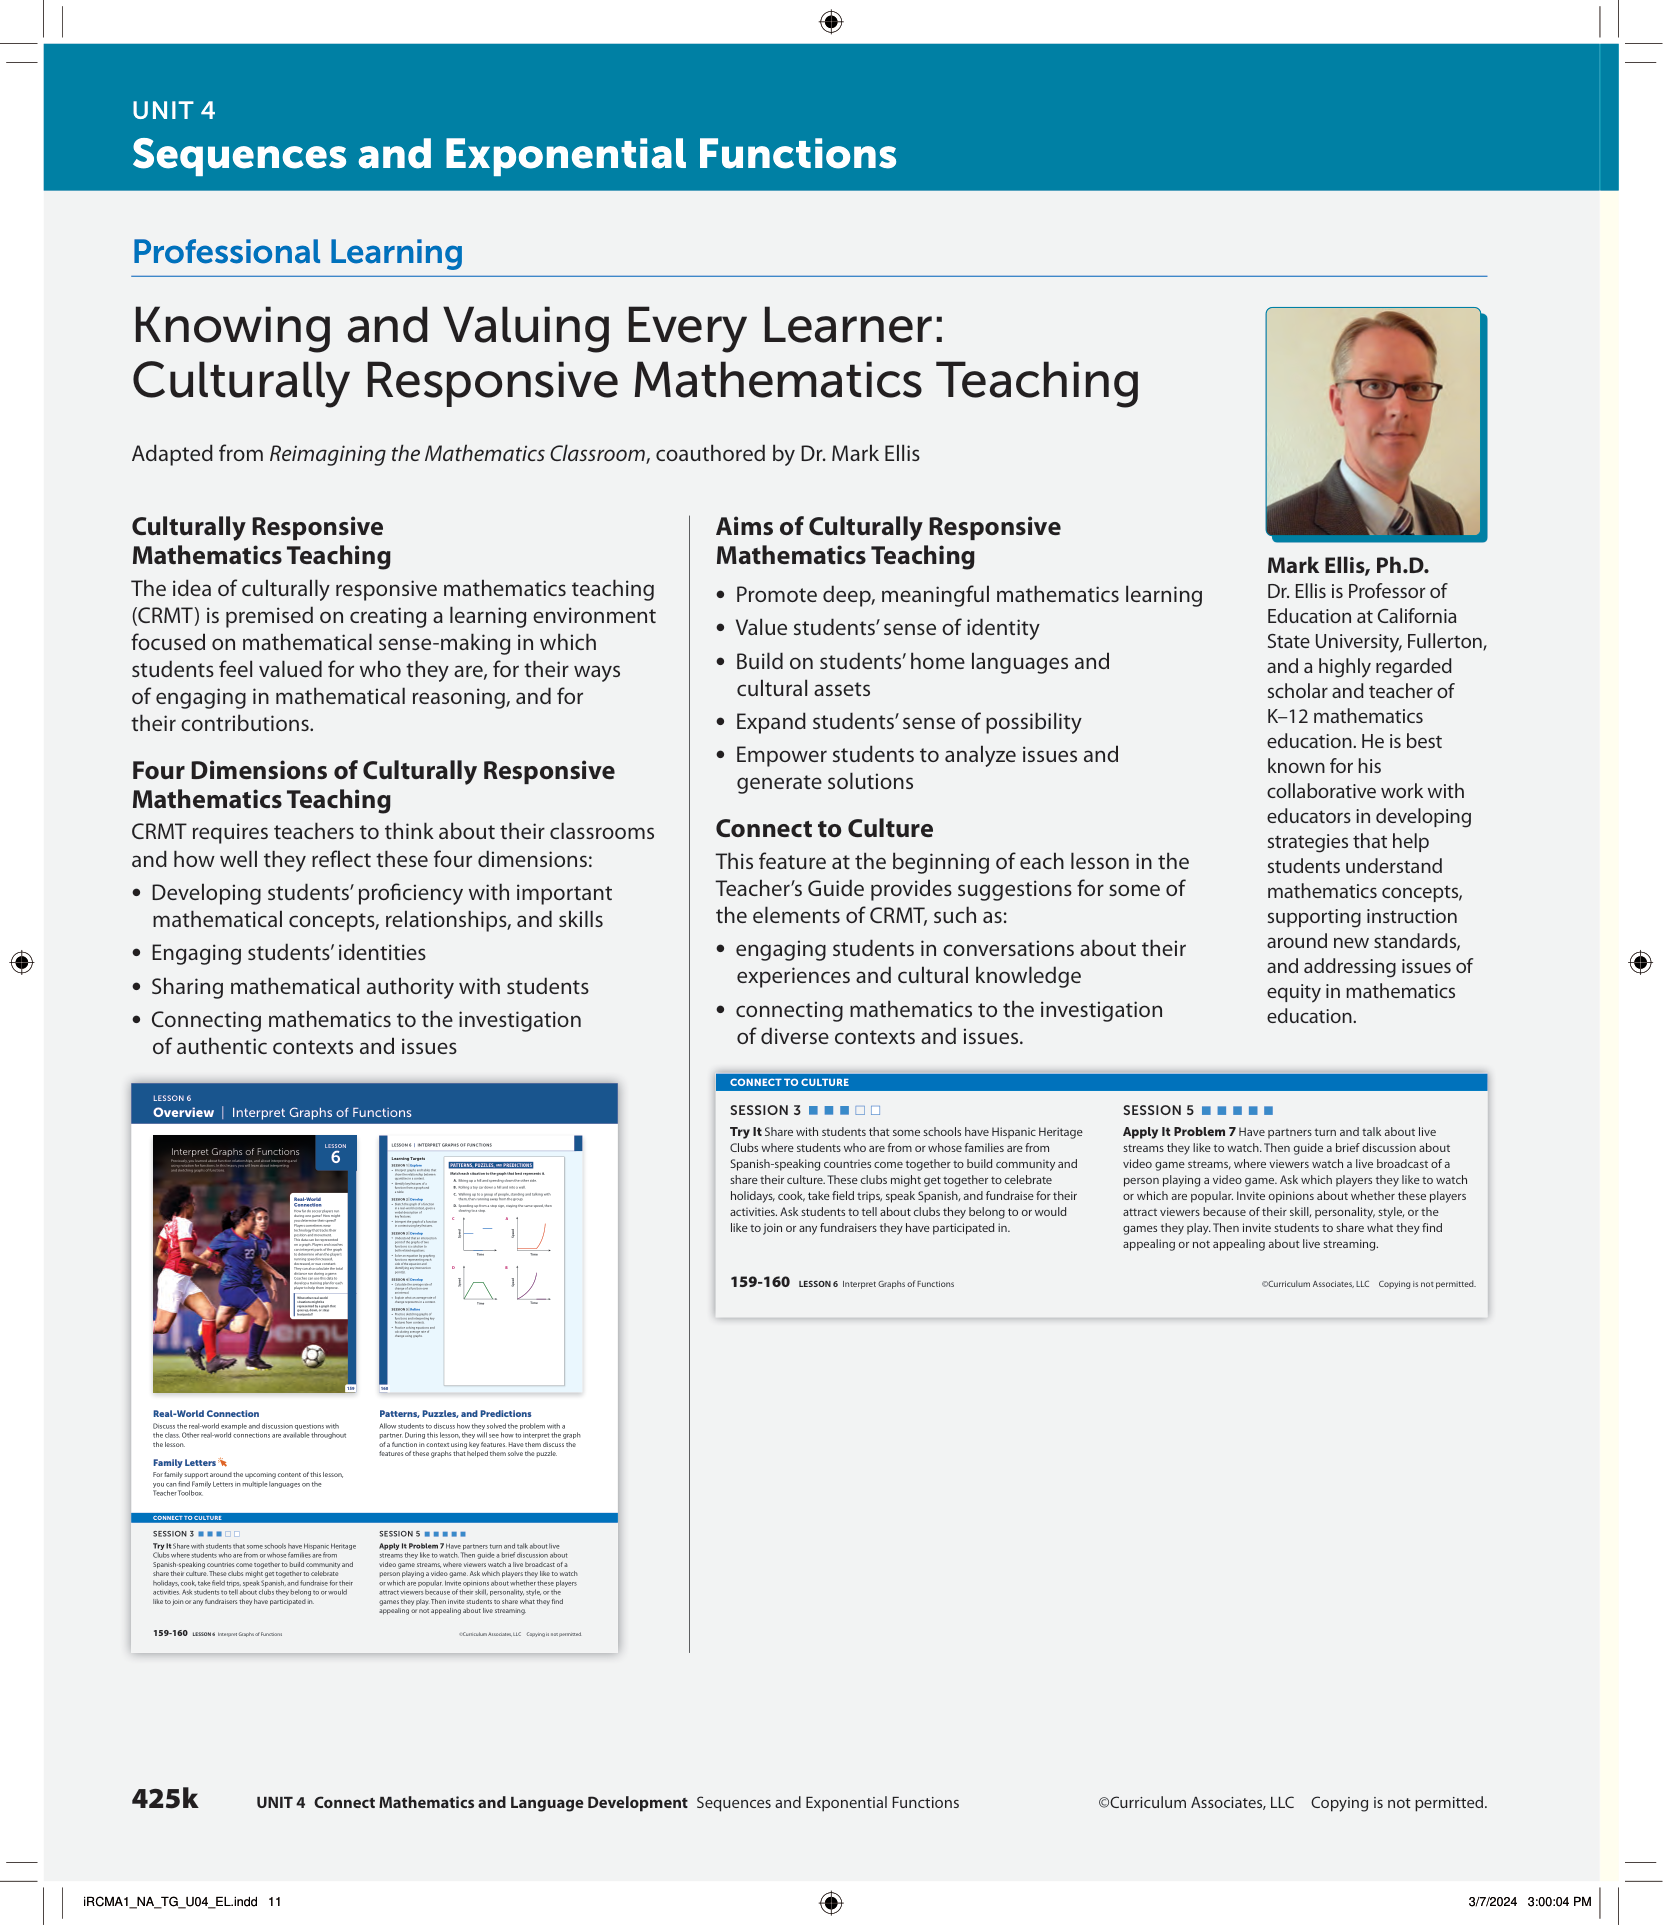 UNIT 4
Sequences and Exponential Functions
Professional Learning
Knowing and Valuing Every Learner:
Culturally Responsive Mathematics Teaching
Adapted from Reimagining the Mathematics Classroom, coauthored by Dr. Mark Ellis
Culturally Responsive
Mathematics Teaching
The idea of culturally responsive mathematics teaching
(CRMT) is premised on creating a learning environment
focused on mathematical sense-making in which
students feel valued for who they are, for their ways
of engaging in mathematical reasoning, and for
their contributions.
Four Dimensions of Culturally Responsive
Mathematics Teaching
CRMT requires teachers to think about their classrooms
and how well they reflect these four dimensions:
• Developing students’ proficiency with important
mathematical concepts, relationships, and skills
• Engaging students’ identities
• Sharing mathematical authority with students
• Connecting mathematics to the investigation
of authentic contexts and issues
LESSON 6
Overview | Interpret Graphs of Functions
Interpret Graphs of Functions
LESSON
6
Real-World
Connection
159
LESSON 6 | INTERPRET GRAPHS OF FUNCTIONS
Learning Targets
PATTERNS, PUZZLES, AND PREDICTIONS
Match each situation to the graph that best represents it.
160
Real-World Connection
Discuss the real-world example and discussion questions with
the class. Other real-world connections are available throughout
the lesson.
Family Letters
For family support around the upcoming content of this lesson,
you can find Family Letters in multiple languages on the
Teacher Toolbox.
Patterns, Puzzles, and Predictions
Allow students to discuss how they solved the problem with a
partner. During this lesson, they will see how to interpret the graph
of a function in context using key features. Have them discuss the
features of these graphs that helped them solve the puzzle.
CONNECT TO CULTURE
SESSION 3
Try It Share with students that some schools have Hispanic Heritage
Clubs where students who are from or whose families are from
Spanish-speaking countries come together to build community and
share their culture. These clubs might get together to celebrate
holidays, cook, take field trips, speak Spanish, and fundraise for their
activities. Ask students to tell about clubs they belong to or would
like to join or any fundraisers they have participated in.
SESSION 5
Apply It Problem 7 Have partners turn and talk about live
streams they like to watch. Then guide a brief discussion about
video game streams, where viewers watch a live broadcast of a
person playing a video game. Ask which players they like to watch
or which are popular. Invite opinions about whether these players
attract viewers because of their skill, personality, style, or the
games they play. Then invite students to share what they find
appealing or not appealing about live streaming.
159-160 LESSON 6 Interpret Graphs of Functions
©Curriculum Associates, LLC Copying is not permitted.
Aims of Culturally Responsive
Mathematics Teaching
• Promote deep, meaningful mathematics learning
• Value students’ sense of identity
• Build on students’ home languages and
cultural assets
• Expand students’ sense of possibility
• Empower students to analyze issues and
generate solutions
Connect to Culture
This feature at the beginning of each lesson in the
Teacher’s Guide provides suggestions for some of
the elements of CRMT, such as:
• engaging students in conversations about their
experiences and cultural knowledge
• connecting mathematics to the investigation
of diverse contexts and issues.
Mark Ellis, Ph.D.
Dr. Ellis is Professor of
Education at California
State University, Fullerton,
and a highly regarded
scholar and teacher of
K–12 mathematics
education. He is best
known for his
collaborative work with
educators in developing
strategies that help
students understand
mathematics concepts,
supporting instruction
around new standards,
and addressing issues of
equity in mathematics
education.
CONNECT TO CULTURE
SESSION 3
Try It Share with students that some schools have Hispanic Heritage
Clubs where students who are from or whose families are from
Spanish-speaking countries come together to build community and
share their culture. These clubs might get together to celebrate
holidays, cook, take field trips, speak Spanish, and fundraise for their
activities. Ask students to tell about clubs they belong to or would
like to join or any fundraisers they have participated in.
SESSION 5
Apply It Problem 7 Have partners turn and talk about live
streams they like to watch. Then guide a brief discussion about
video game streams, where viewers watch a live broadcast of a
person playing a video game. Ask which players they like to watch
or which are popular. Invite opinions about whether these players
attract viewers because of their skill, personality, style, or the
games they play. Then invite students to share what they find
appealing or not appealing about live streaming.
159-160 LESSON 6 Interpret Graphs of Functions
©Curriculum Associates, LLC Copying is not permitted.
425k UNIT 4 Connect Mathematics and Language Development Sequences and Exponential Functions
©Curriculum Associates, LLC Copying is not permitted.
iRCMA1_NA_TG_U04_EL.indd 11
3/7/2024 3:00:04 PM